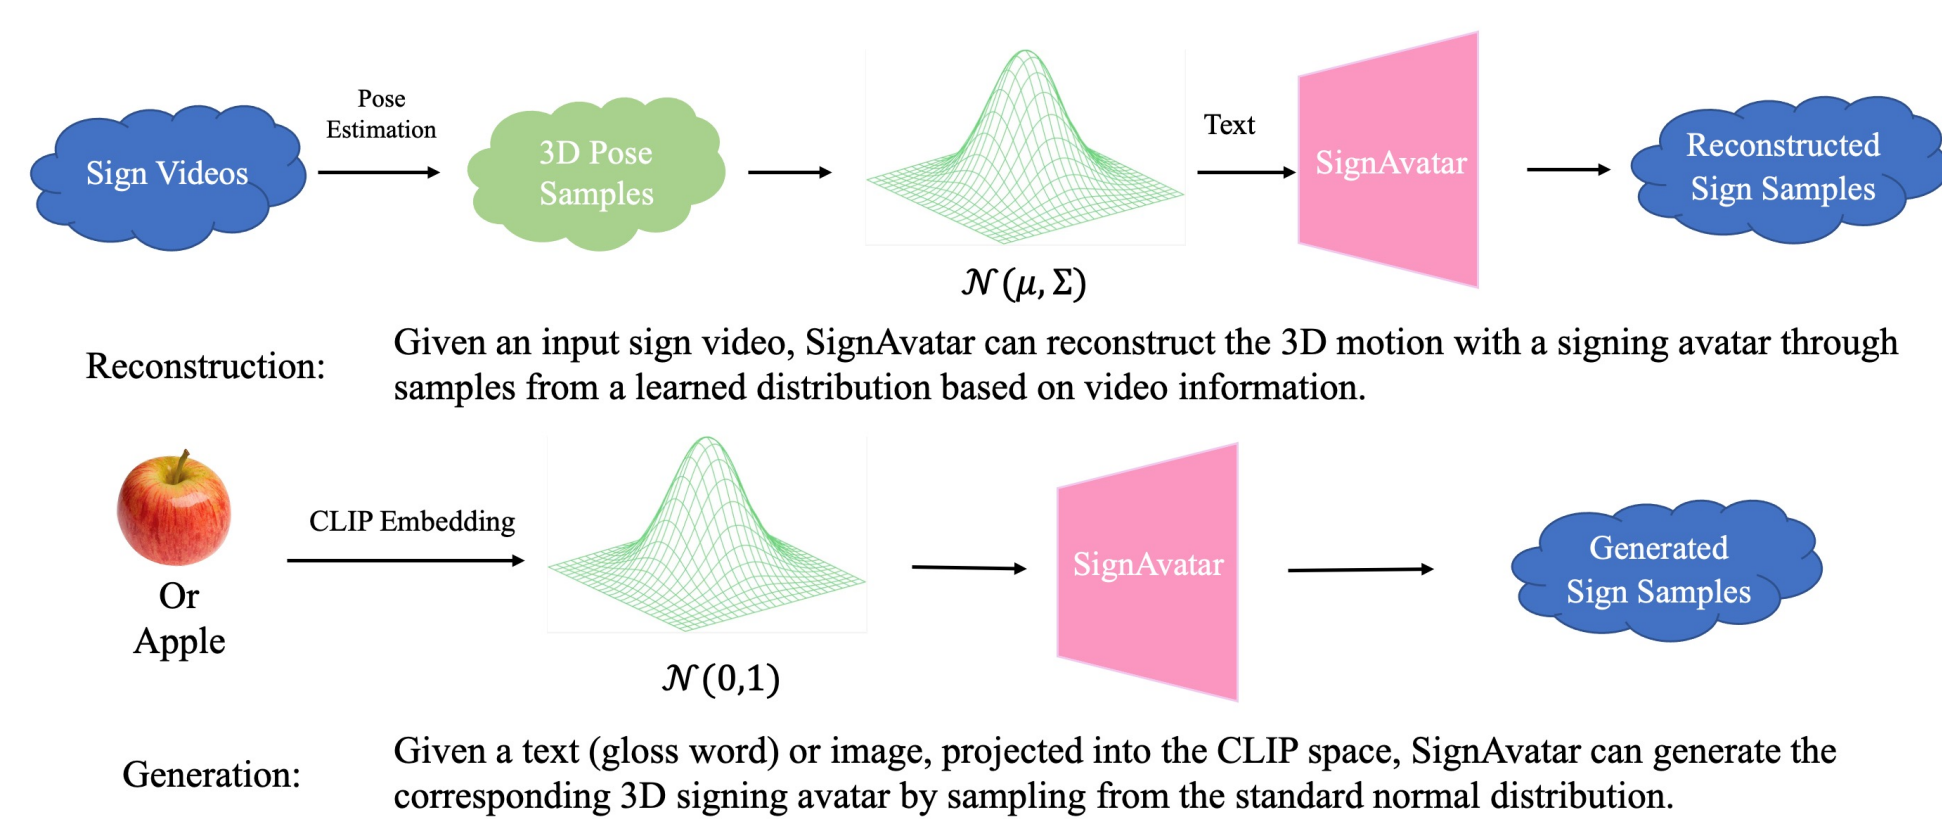 Pose
Estimation
Sign Videos
3D Pose
Samples
𝒩(μ, Σ)
Text
SignAvatar
Reconstructed
Sign Samples
Reconstruction:
Given an input sign video, SignAvatar can reconstruct the 3D motion with a signing avatar through
samples from a learned distribution based on video information.
Or
Apple
CLIP Embedding
𝒩(0,1)
SignAvatar
Generated
Sign Samples
Generation:
Given a text (gloss word) or image, projected into the CLIP space, SignAvatar can generate the
corresponding 3D signing avatar by sampling from the standard normal distribution.